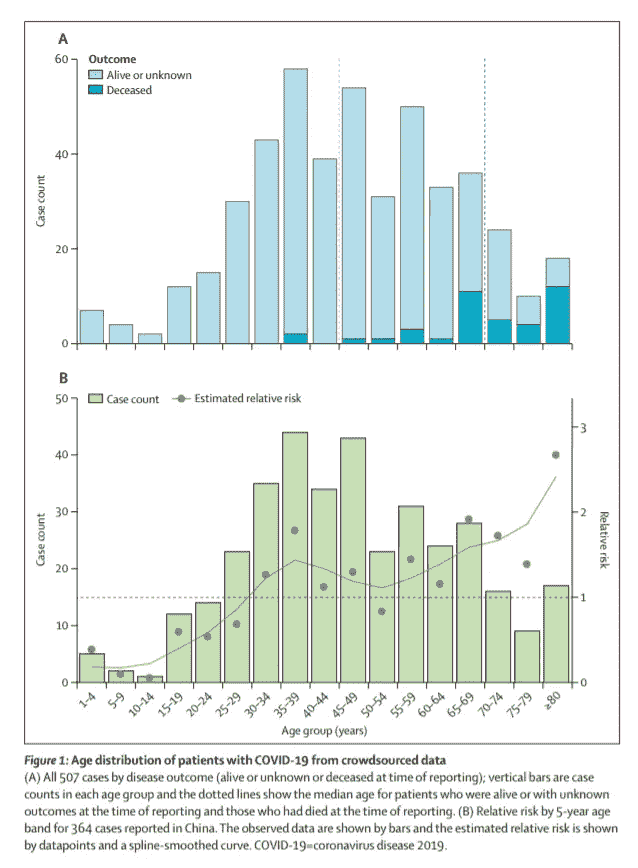 A
Outcome
Alive or unknown
Deceased
Case count
60
40
20
0
B
Case count
Estimated relative risk
Case count
50
40
30
20
10
0
3
2
1
0
Relative risk
1–4
5–9
10–14
15–19
20–24
25–29
30–34
35–39
40–44
45–49
50–54
55–59
60–64
65–69
70–74
75–79
≥80
Age group (years)
Figure 1: Age distribution of patients with COVID-19 from crowdsourced data
(A) All 507 cases by disease outcome (alive or unknown or deceased at time of reporting); vertical bars are case
counts in each age group and the dotted lines show the median age for patients who were alive or with unknown
outcomes at the time of reporting and those who had died at the time of reporting. (B) Relative risk by 5-year age
band for 364 cases reported in China. The observed data are shown by bars and the estimated relative risk is shown
by datapoints and a spline-smoothed curve. COVID-19=coronavirus disease 2019.